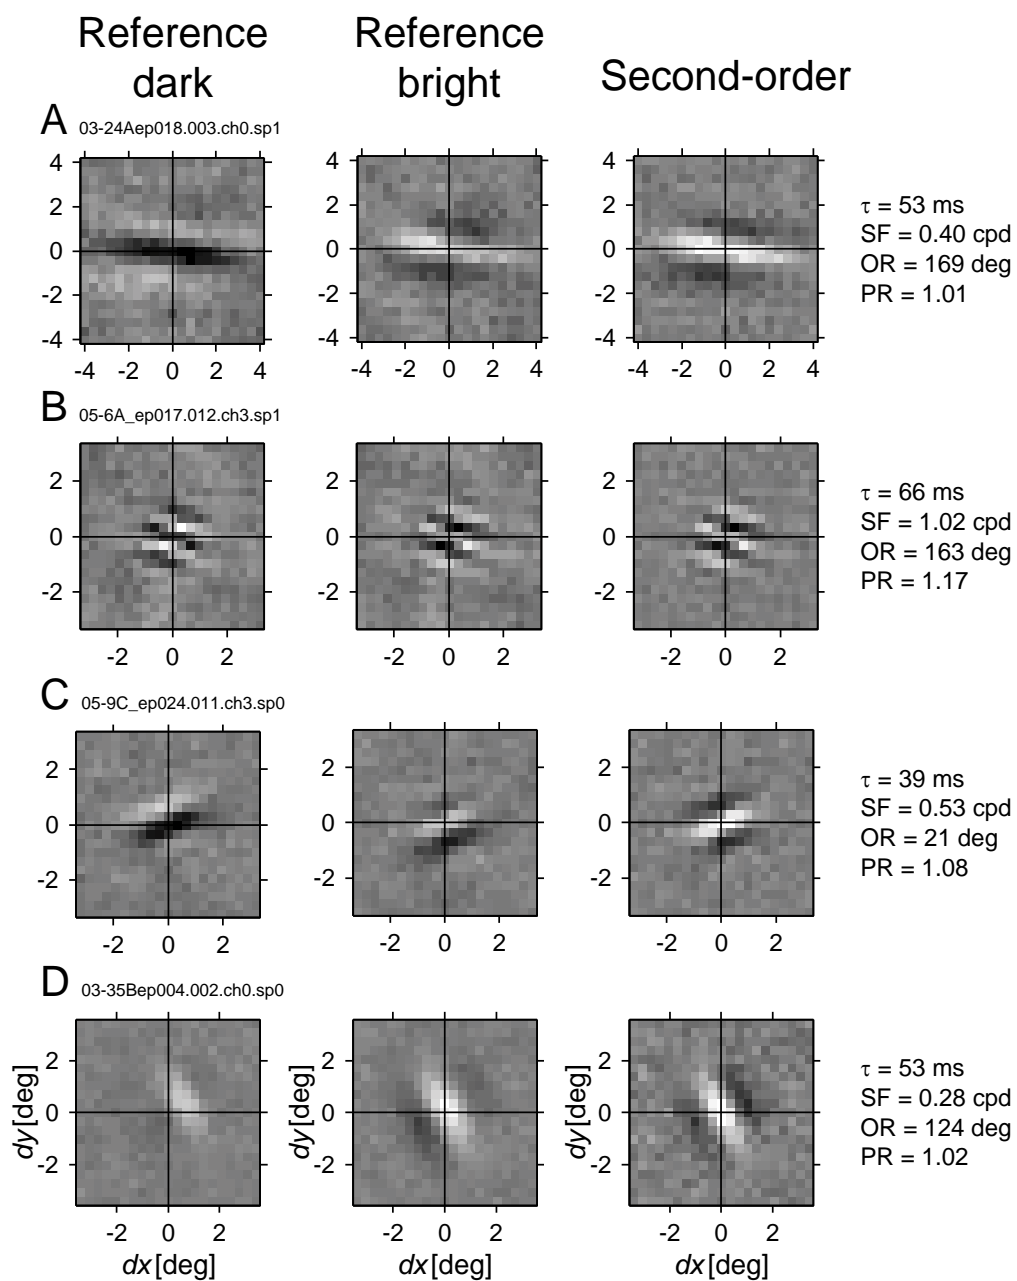 Reference
dark
Reference
bright
Second-order
A 03-24Aep018.003.ch0.sp1
4
2
0
-2
-4
-4 -2 0 2 4
4
2
0
-2
-4
-4 -2 0 2 4
4
2
0
-2
-4
-4 -2 0 2 4
τ = 53 ms
SF = 0.40 cpd
OR = 169 deg
PR = 1.01
B 05-6A_ep017.012.ch3.sp1
2
0
-2
-2 0 2
2
0
-2
-2 0 2
2
0
-2
-2 0 2
τ = 66 ms
SF = 1.02 cpd
OR = 163 deg
PR = 1.17
C 05-9C_ep024.011.ch3.sp0
2
0
-2
-2 0 2
2
0
-2
-2 0 2
2
0
-2
-2 0 2
τ = 39 ms
SF = 0.53 cpd
OR = 21 deg
PR = 1.08
D 03-35Bep004.002.ch0.sp0
dy[deg]
2
0
-2
-2 0 2
dx[deg]
dy[deg]
2
0
-2
-2 0 2
dx[deg]
dy[deg]
2
0
-2
-2 0 2
dx[deg]
τ = 53 ms
SF = 0.28 cpd
OR = 124 deg
PR = 1.02